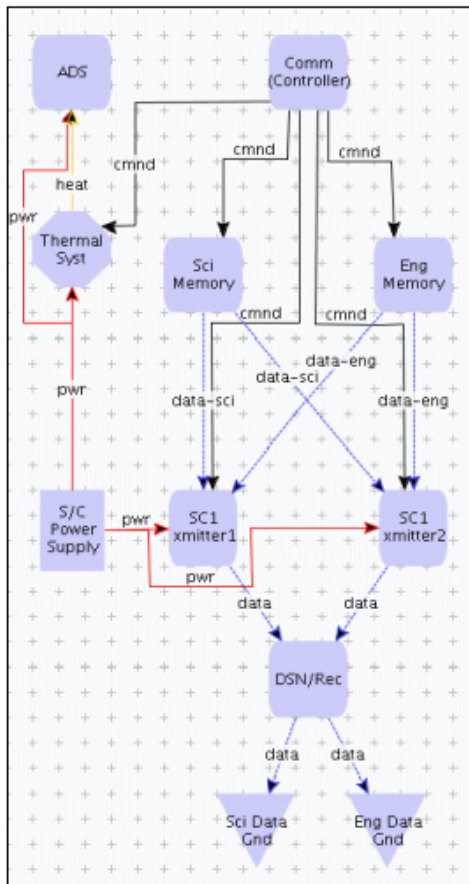 ADS
Comm
(Controller)
cmnd
cmnd
cmnd
heat
pwr
Thermal
Syst
Sci
Memory
Eng
Memory
cmnd
cmnd
data-eng
data-sci
data-sci
data-eng
pwr
S/C
Power
Supply
pwr
SC1
xmitter1
SC1
xmitter2
pwr
data
data
DSN/Rec
data
data
Sci Data
Gnd
Eng Data
Gnd